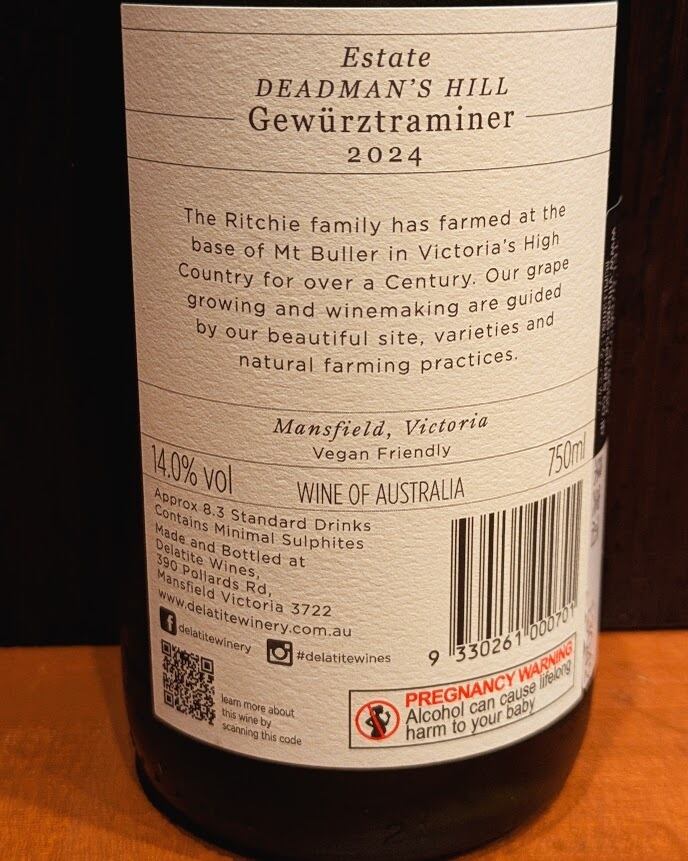 Estate
DEADMAN'S HILL
Gewürztraminer
2024
The Ritchie family has farmed at the
base of Mt Buller in Victoria's High
Country for over a Century. Our grape
growing and winemaking are guided
by our beautiful site, varieties and
natural farming practices.
Mansfield, Victoria
Vegan Friendly
14.0% vol
750ml
WINE OF AUSTRALIA
Approx 8.3 Standard Drinks
Contains Minimal Sulphites
Made and Bottled at
Delatite Wines,
390 Pollards Rd,
Mansfield Victoria 3722
www.delatitewinery.com.au
delatitewinery
#delatitewines
learn more about
this wine by
scanning this code
9 330261 000701
PREGNANCY WARNING
Alcohol can cause lifelong
harm to your baby